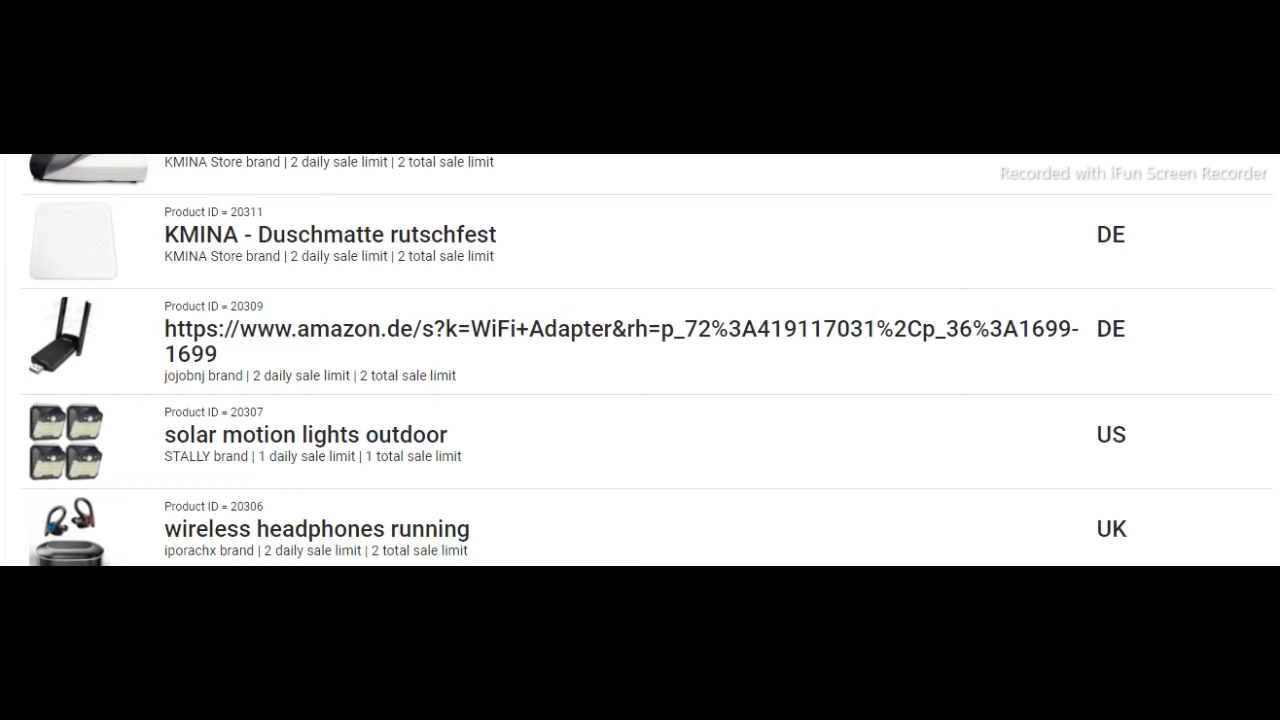 KMINA Store brand | 2 daily sale limit | 2 total sale limit
Recorded with iFun Screen Recorder
Product ID = 20311
KMINA - Duschmatte rutschfest
DE
KMINA Store brand | 2 daily sale limit | 2 total sale limit
Product ID = 20309
https://www.amazon.de/s?k=WiFi+Adapter&rh=p_72%3A419117031%2Cp_36%3A1699-
DE
1699
jojobnj brand | 2 daily sale limit | 2 total sale limit
Product ID = 20307
solar motion lights outdoor
US
STALLY brand | 1 daily sale limit | 1 total sale limit
Product ID = 20306
wireless headphones running
UK
iporachx brand | 2 daily sale limit | 2 total sale limit